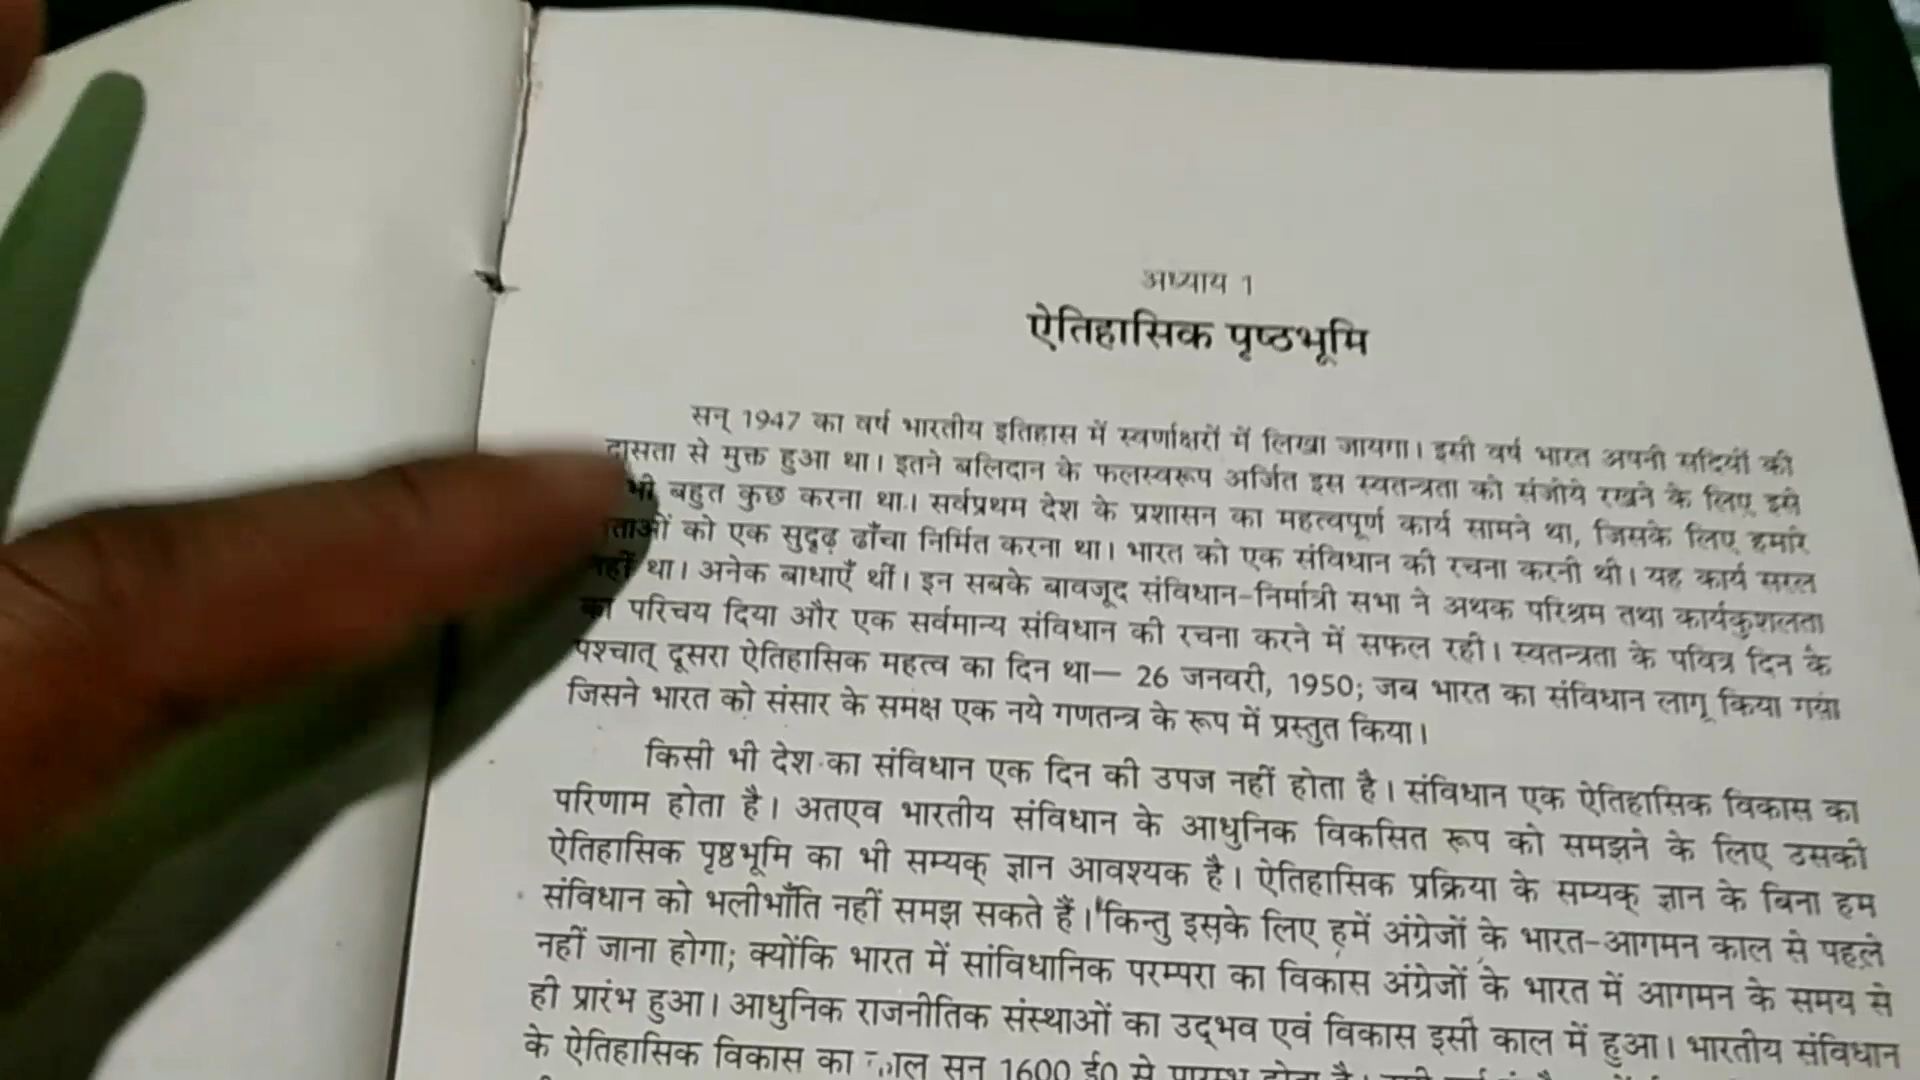 अध्याय 1
ऐतिहासिक पृष्ठभूमि
सन् 1947 का वर्ष भारतीय इतिहास में स्वर्णाक्षरों में लिखा जायगा। इसी वर्ष भारत अपनी सदियों की
दासता से मुक्त हुआ था। इतने बलिदान के फलस्वरूप अर्जित इस स्वतन्त्रता को संजोये रखने के लिए इसे
भी बहुत कुछ करना था। सर्वप्रथम देश के प्रशासन का महत्वपूर्ण कार्य सामने था, जिसके लिए हमारे
को एक सुदृढ़ ढाँचा निर्मित करना था। भारत को एक संविधान की रचना करनी थी। यह कार्य सरल
नहीं था। अनेक बाधाएँ थीं। इन सबके बावजूद संविधान-निर्मात्री सभा ने अथक परिश्रम तथा कार्यकुशलता
का परिचय दिया और एक सर्वमान्य संविधान की रचना करने में सफल रही। स्वतन्त्रता के पवित्र दिन के
पश्चात् दूसरा ऐतिहासिक महत्व का दिन था— 26 जनवरी, 1950; जब भारत का संविधान लागू किया गया
जिसने भारत को संसार के समक्ष एक नये गणतन्त्र के रूप में प्रस्तुत किया।
किसी भी देश का संविधान एक दिन की उपज नहीं होता है। संविधान एक ऐतिहासिक विकास का
परिणाम होता है। अतएव भारतीय संविधान के आधुनिक विकसित रूप को समझने के लिए उसकी
ऐतिहासिक पृष्ठभूमि का भी सम्यक् ज्ञान आवश्यक है। ऐतिहासिक प्रक्रिया के सम्यक् ज्ञान के बिना हम
संविधान को भलीभाँति नहीं समझ सकते हैं। किन्तु इसके लिए हमें अंग्रेजों के भारत-आगमन काल से पहले
नहीं जाना होगा; क्योंकि भारत में सांविधानिक परम्परा का विकास अंग्रेजों के भारत में आगमन के समय से
ही प्रारंभ हुआ। आधुनिक राजनीतिक संस्थाओं का उद्भव एवं विकास इसी काल में हुआ। भारतीय संविधान
के ऐतिहासिक विकास का काल सन् 1600 ई0 से प्रारम्भ होता है।